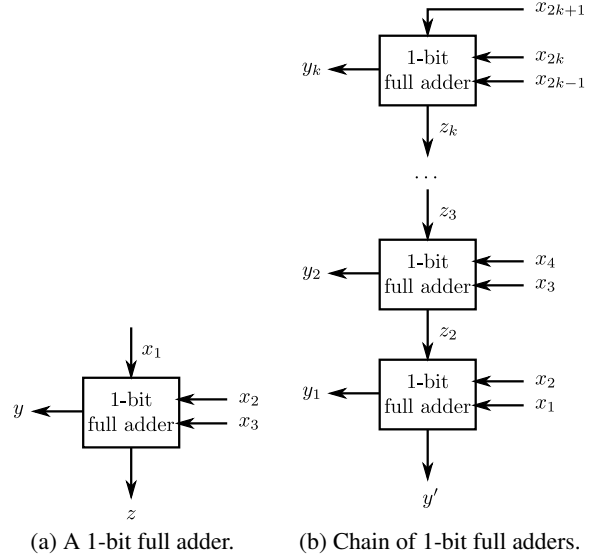 x_{2k+1}
1-bit
full adder
y_k
x_{2k}
x_{2k−1}
z_k
...
z_3
1-bit
full adder
y_2
x_4
x_3
z_2
x_1
1-bit
full adder
y
x_2
x_3
z
1-bit
full adder
y_1
x_2
x_1
y′
(a) A 1-bit full adder.
(b) Chain of 1-bit full adders.